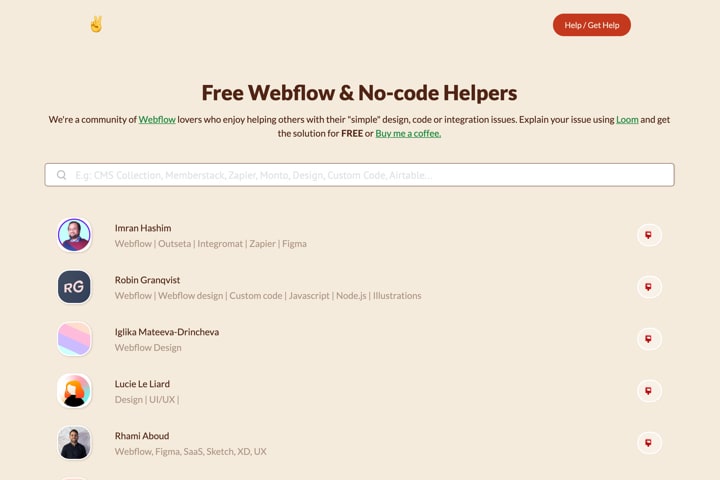 Help / Get Help
Free Webflow & No-code Helpers
We're a community of Webflow lovers who enjoy helping others with their "simple" design, code or integration issues. Explain your issue using Loom and get
the solution for FREE or Buy me a coffee.
E.g: CMS Collection, Memberstack, Zapier, Monto, Design, Custom Code, Airtable...
Imran Hashim
Webflow | Outseta | Integromat | Zapier | Figma
RG
Robin Granqvist
Webflow | Webflow design | Custom code | Javascript | Node.js | Illustrations
Iglika Mateeva-Drincheva
Webflow Design
Lucie Le Liard
Design | UI/UX |
Rhami Aboud
Webflow, Figma, SaaS, Sketch, XD, UX